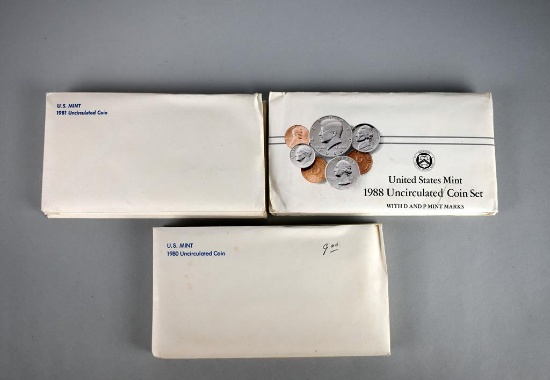 U.S. MINT
1981 Uncirculated Coin
United States Mint
1988 Uncirculated Coin Set
WITH D AND P MINT MARKS
U.S. MINT
1980 Uncirculated Coin